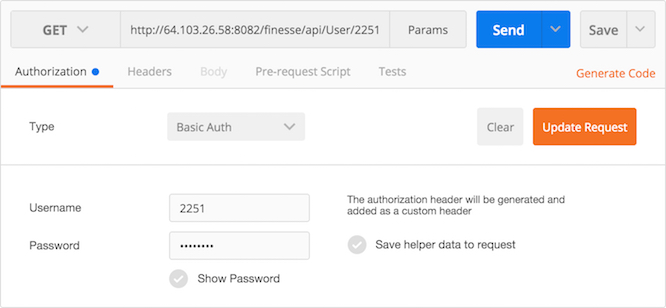 GET http://64.103.26.58:8082/finesse/api/User/2251 Params Send Save
Authorization Headers Body Pre-request Script Tests Generate Code
Type Basic Auth Clear Update Request
Username 2251 The authorization header will be generated and
added as a custom header
Password •••••••• Save helper data to request
Show Password